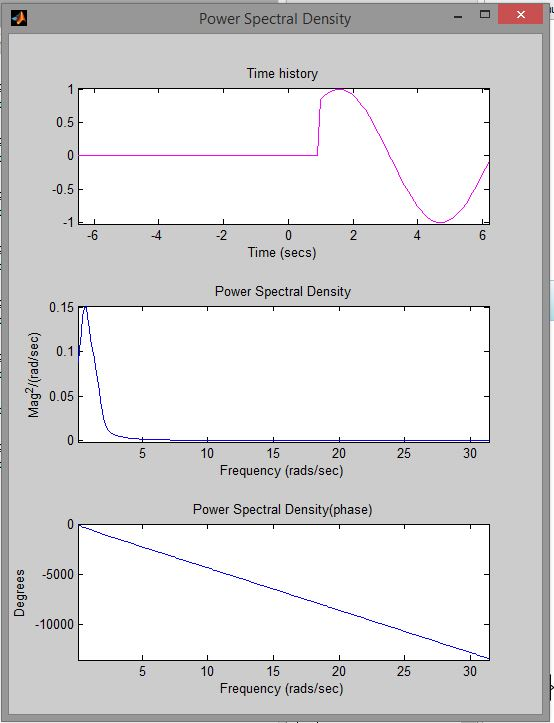 Power Spectral Density
Time history
1
0.5
0
-0.5
-1
-6 -4 -2 0 2 4 6
Time (secs)
Power Spectral Density
0.15
0.1
0.05
0
Mag²/(rad/sec)
5 10 15 20 25 30
Frequency (rads/sec)
Power Spectral Density(phase)
0
-5000
-10000
Degrees
5 10 15 20 25 30
Frequency (rads/sec)